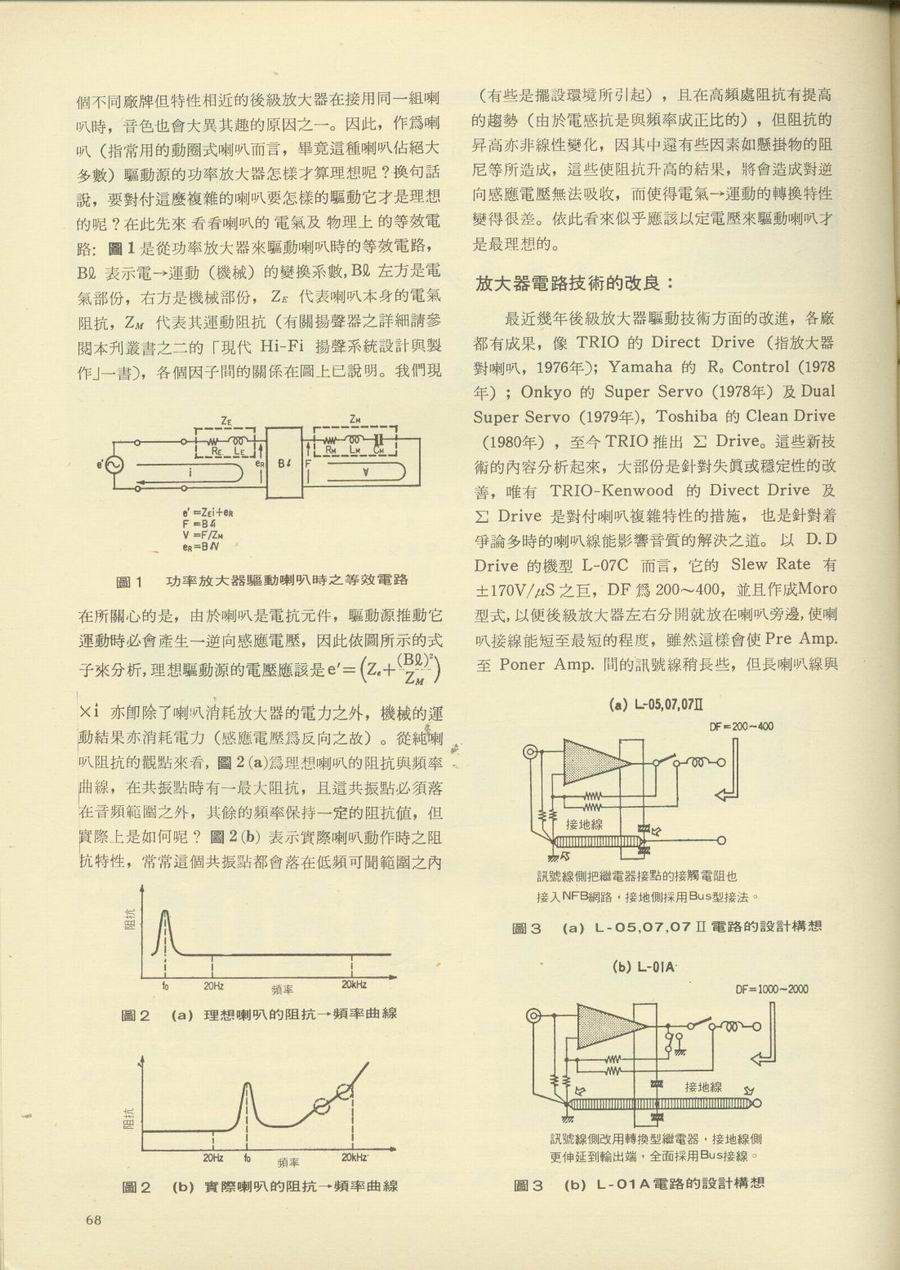 個不同廠牌但特性相近的後級放大器在接用同一組喇
叭時，音色也會大異其趣的原因之一。因此，作爲喇
叭（指常用的動圈式喇叭而言，畢竟這種喇叭佔絕大
多數）驅動源的功率放大器怎樣才算理想呢？換句話
說，要對付這麼複雜的喇叭要怎樣的驅動它才是理想
的呢？在此先來看看喇叭的電氣及物理上的等效電
路: 圖1是從功率放大器來驅動喇叭時的等效電路，
Bℓ 表示電→運動（機械）的變換系數, Bℓ 左方是電
氣部份，右方是機械部份， ZE 代表喇叭本身的電氣
阻抗，ZM 代表其運動阻抗（有關揚聲器之詳細請參
閱本刋叢書之二的「現代 Hi-Fi 揚聲系統設計與製
作」一書），各個因子間的關係在圖上已說明。我們現
ZE
ZM
RE LE
RM LM CM
e'
i
eR
Bℓ
F
V
e'=ZEi+eR
F =Bℓi
V =F/ZM
eR=BℓV
圖1 功率放大器驅動喇叭時之等效電路
在所關心的是，由於喇叭是電抗元件，驅動源推動它
運動時必會產生一逆向感應電壓，因此依圖所示的式
子來分析, 理想驅動源的電壓應該是 e'=(Ze+(Bℓ)²/ZM)
×i 亦卽除了喇叭消耗放大器的電力之外，機械的運
動結果亦消耗電力（感應電壓爲反向之故）。從純喇
叭阻抗的觀點來看, 圖2(a)爲理想喇叭的阻抗與頻率
曲線，在共振點時有一最大阻抗，且這共振點必須落
在音頻範圍之外，其餘的頻率保持一定的阻抗値，但
實際上是如何呢？ 圖2(b) 表示實際喇叭動作時之阻
抗特性，常常這個共振點都會落在低頻可聞範圍之內
阻抗
f0 20Hz 頻率 20kHz
圖2 (a) 理想喇叭的阻抗→頻率曲線
阻抗
20Hz f0 頻率 20kHz
圖2 (b) 實際喇叭的阻抗→頻率曲線
68
（有些是擺設環境所引起），且在高頻處阻抗有提高
的趨勢（由於電感抗是與頻率成正比的），但阻抗的
昇高亦非線性變化，因其中還有些因素如懸掛物的阻
尼等所造成，這些使阻抗升高的結果，將會造成對逆
向感應電壓無法吸收，而使得電氣→運動的轉換特性
變得很差。依此看來似乎應該以定電壓來驅動喇叭才
是最理想的。
放大器電路技術的改良：
最近幾年後級放大器驅動技術方面的改進，各廠
都有成果，像 TRIO 的 Direct Drive（指放大器
對喇叭，1976年）；Yamaha 的 R₀ Control (1978
年)；Onkyo 的 Super Servo (1978年) 及 Dual
Super Servo (1979年)，Toshiba 的 Clean Drive
(1980年)，至今 TRIO 推出 Σ Drive。這些新技
術的內容分析起來，大部份是針對失眞或穩定性的改
善，唯有 TRIO-Kenwood 的 Divect Drive 及
Σ Drive 是對付喇叭複雜特性的措施， 也是針對着
爭論多時的喇叭線能影響音質的解決之道。以 D.D
Drive 的機型 L-07C 而言，它的 Slew Rate 有
±170V/μS 之巨，DF 爲 200～400，並且作成Moro
型式, 以便後級放大器左右分開就放在喇叭旁邊, 使喇
叭接線能短至最短的程度，雖然這樣會使 Pre Amp.
至 Poner Amp. 間的訊號線稍長些，但長喇叭線與
(a) L-05,07,07Ⅱ
DF=200～400
接地線
訊號線側把繼電器接點的接觸電阻也
接入NFB網路，接地側採用Bus型接法。
圖3 (a) L-05,07,07Ⅱ電路的設計構想
(b) L-01A
DF=1000～2000
接地線
訊號線側改用轉換型繼電器，接地線側
更伸延到輸出端，全面採用Bus接線。
圖3 (b) L-01A電路的設計構想